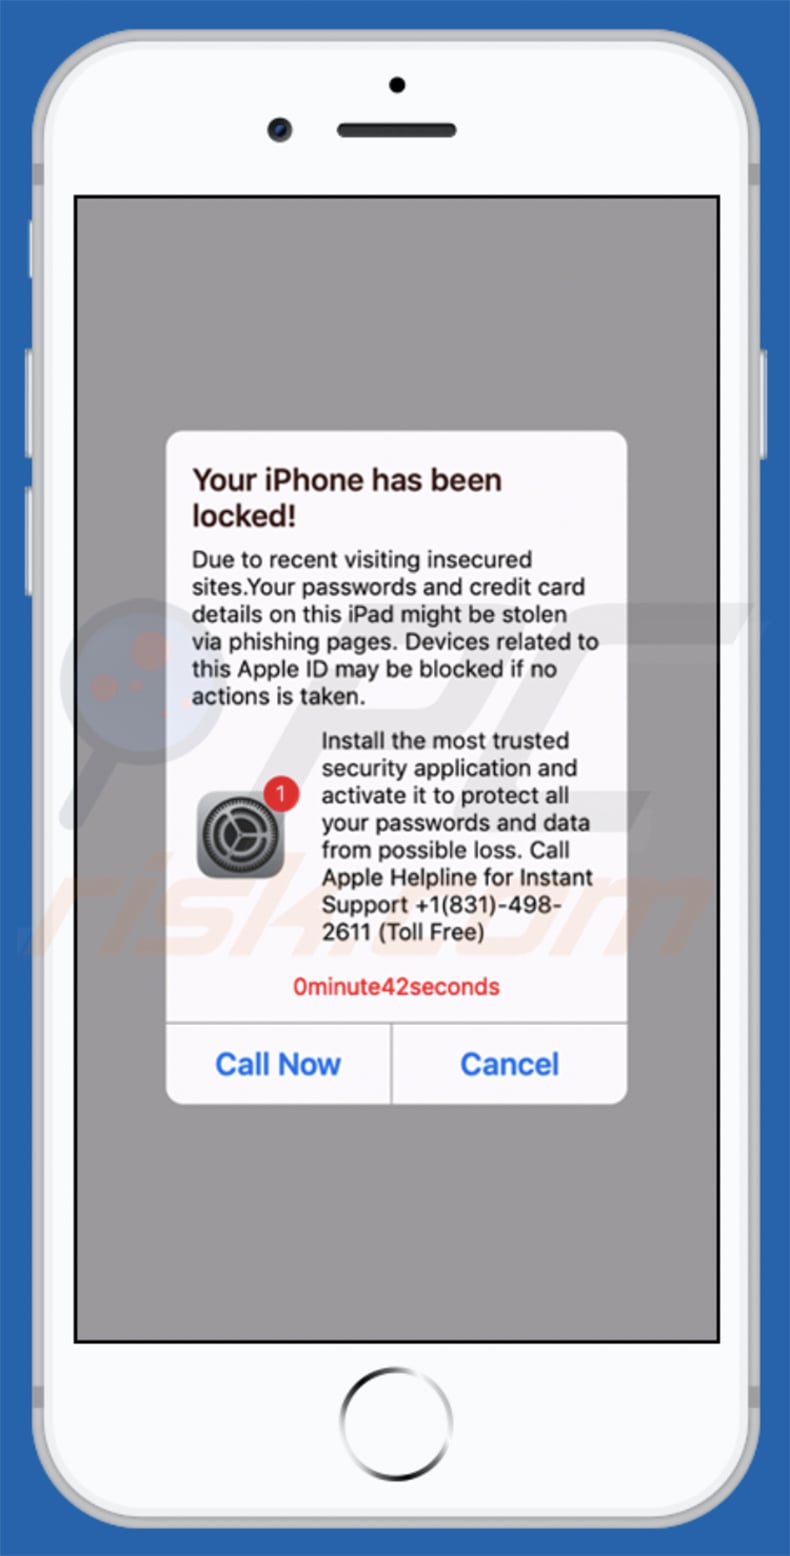 Your iPhone has been
locked!
Due to recent visiting insecured
sites.Your passwords and credit card
details on this iPad might be stolen
via phishing pages. Devices related to
this Apple ID may be blocked if no
actions is taken.
Install the most trusted
security application and
activate it to protect all
your passwords and data
from possible loss. Call
Apple Helpline for Instant
Support +1(831)-498-
2611 (Toll Free)
1
0minute42seconds
Call Now
Cancel
PC
risk.com